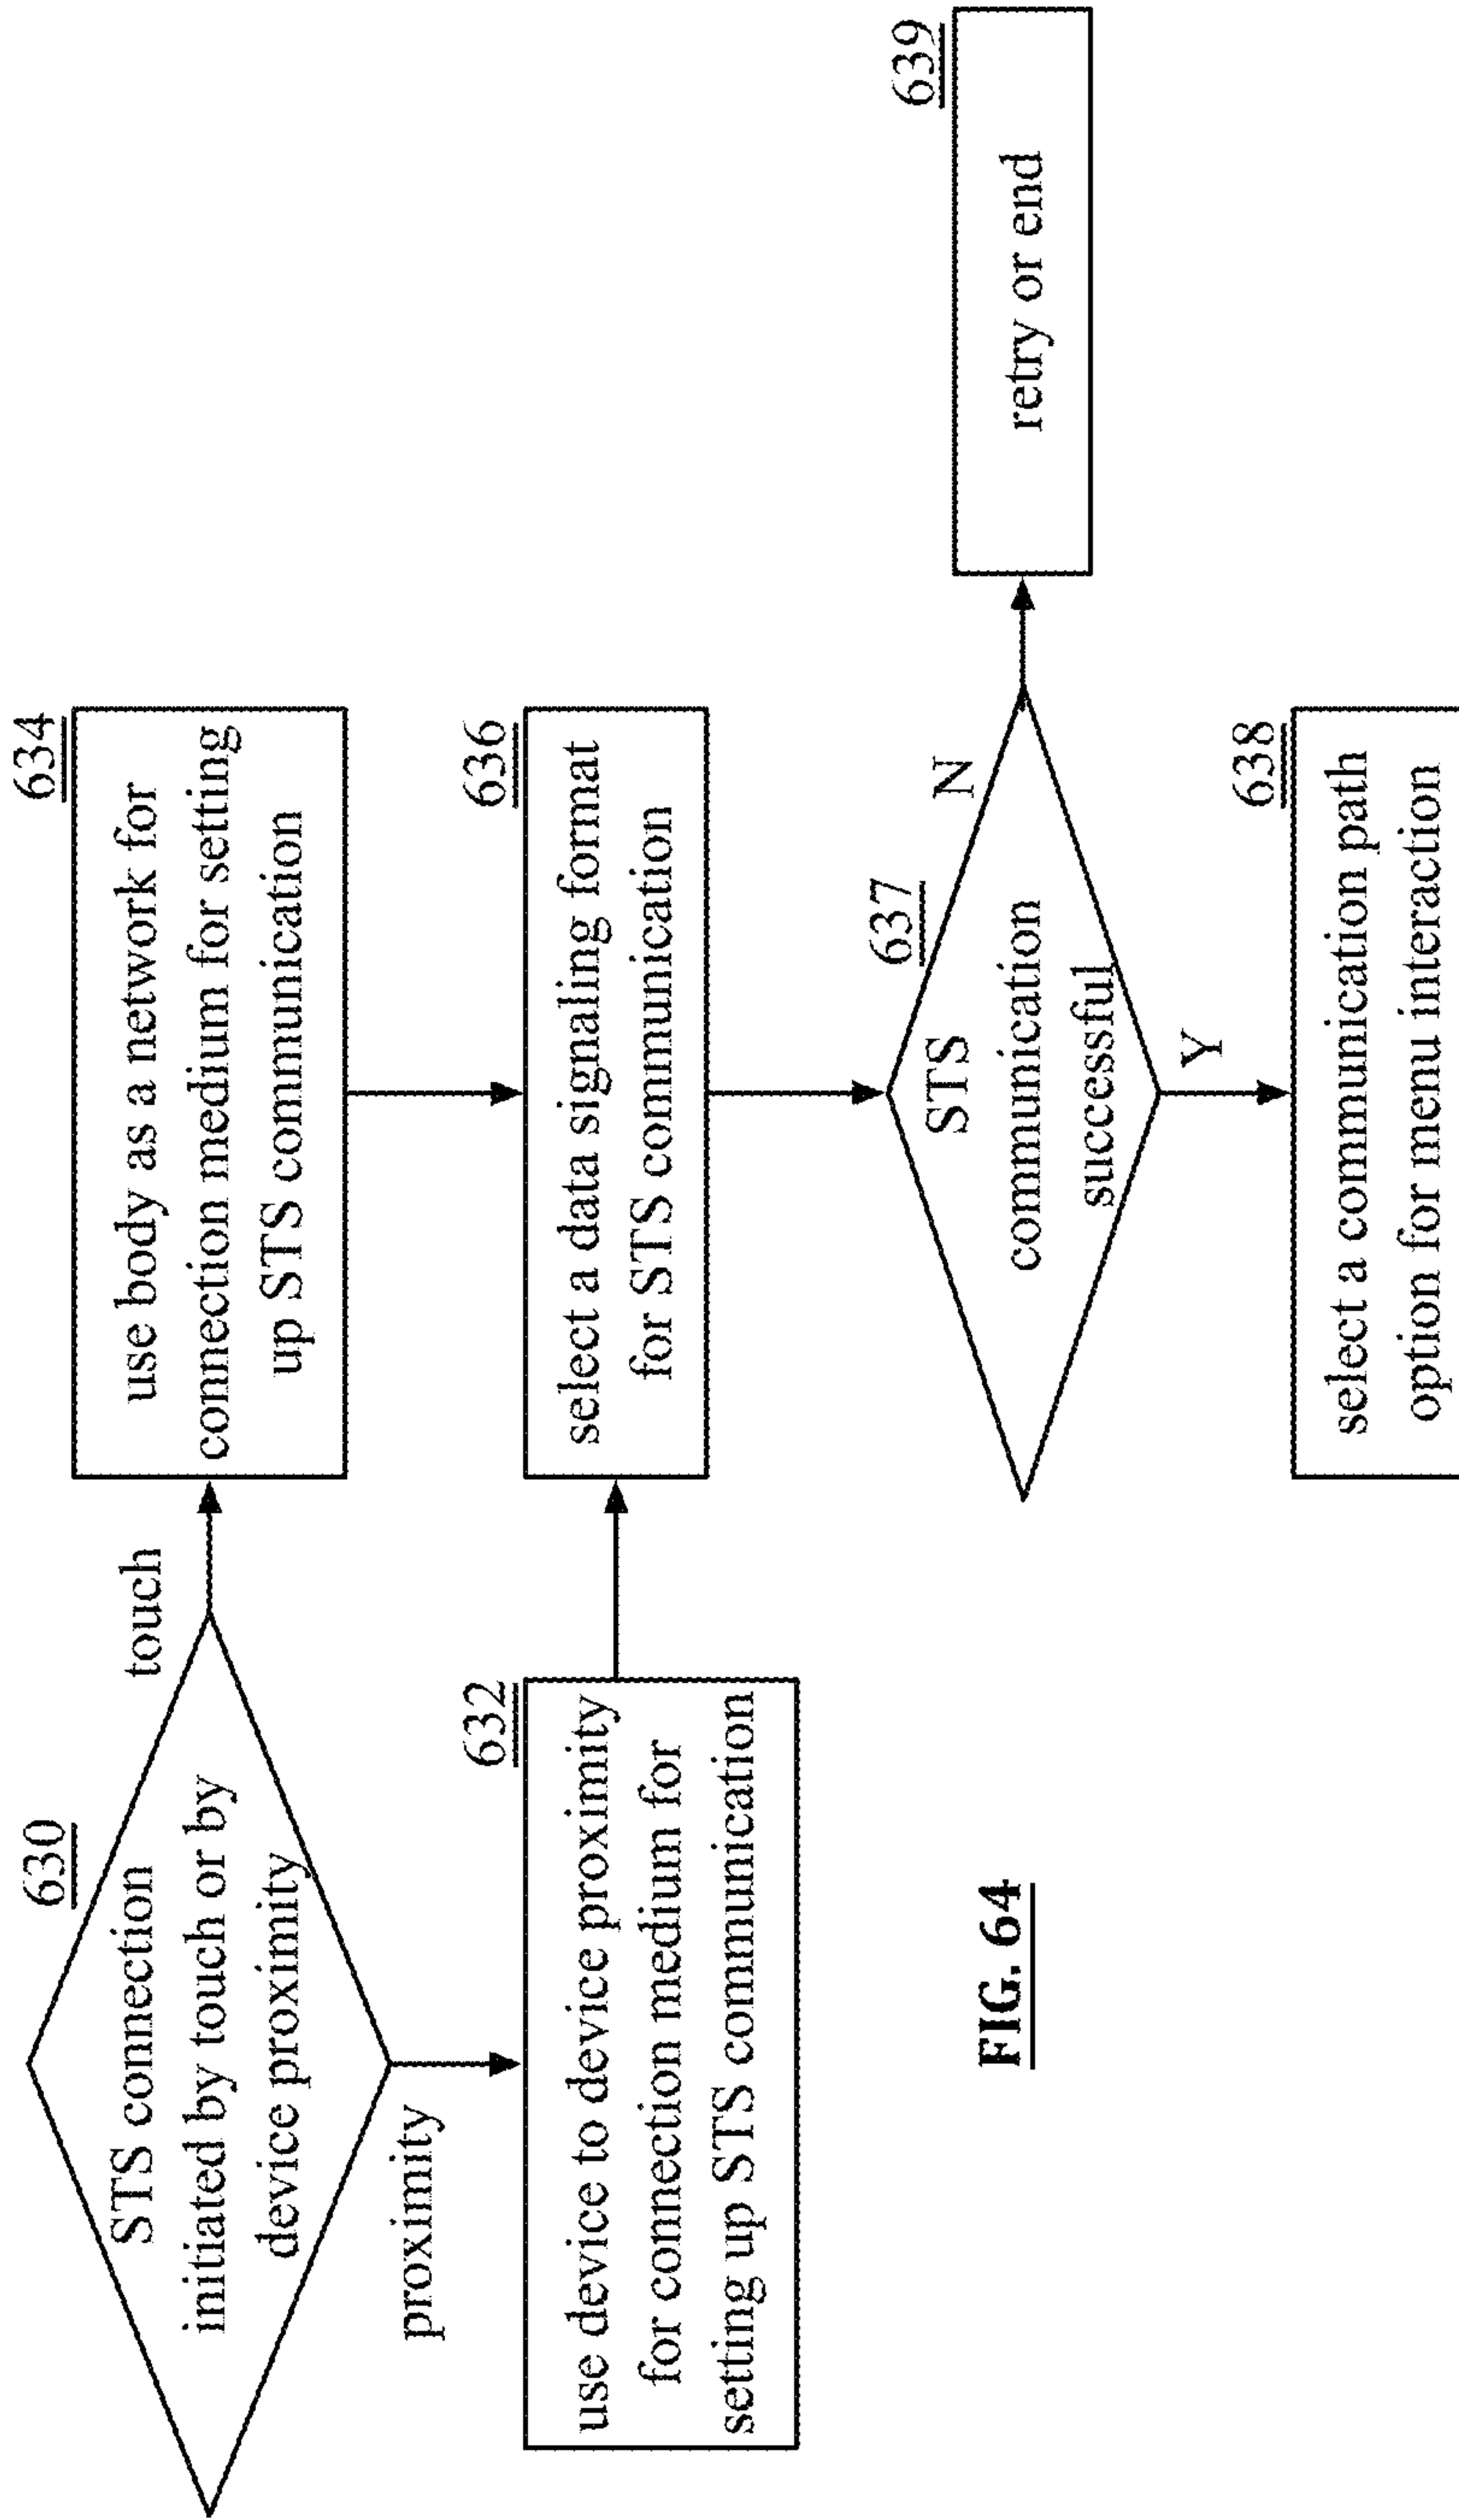 630
STS connection
initiated by touch or by
device proximity
touch
proximity
634
use body as a network for
connection medium for setting
up STS communication
632
use device to device proximity
for connection medium for
setting up STS communication
636
select a data signaling format
for STS communication
637
STS
communication
successful
N
Y
639
retry or end
638
select a communication path
option for menu interaction
FIG. 64